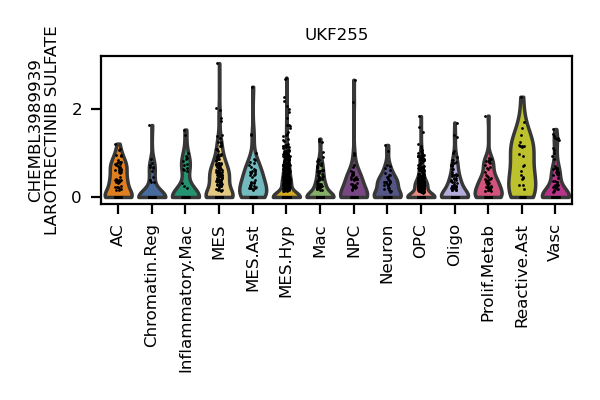 UKF255
CHEMBL3989939
LAROTRECTINIB SULFATE
2
0
AC
Chromatin.Reg
Inflammatory.Mac
MES
MES.Ast
MES.Hyp
Mac
NPC
Neuron
OPC
Oligo
Prolif.Metab
Reactive.Ast
Vasc